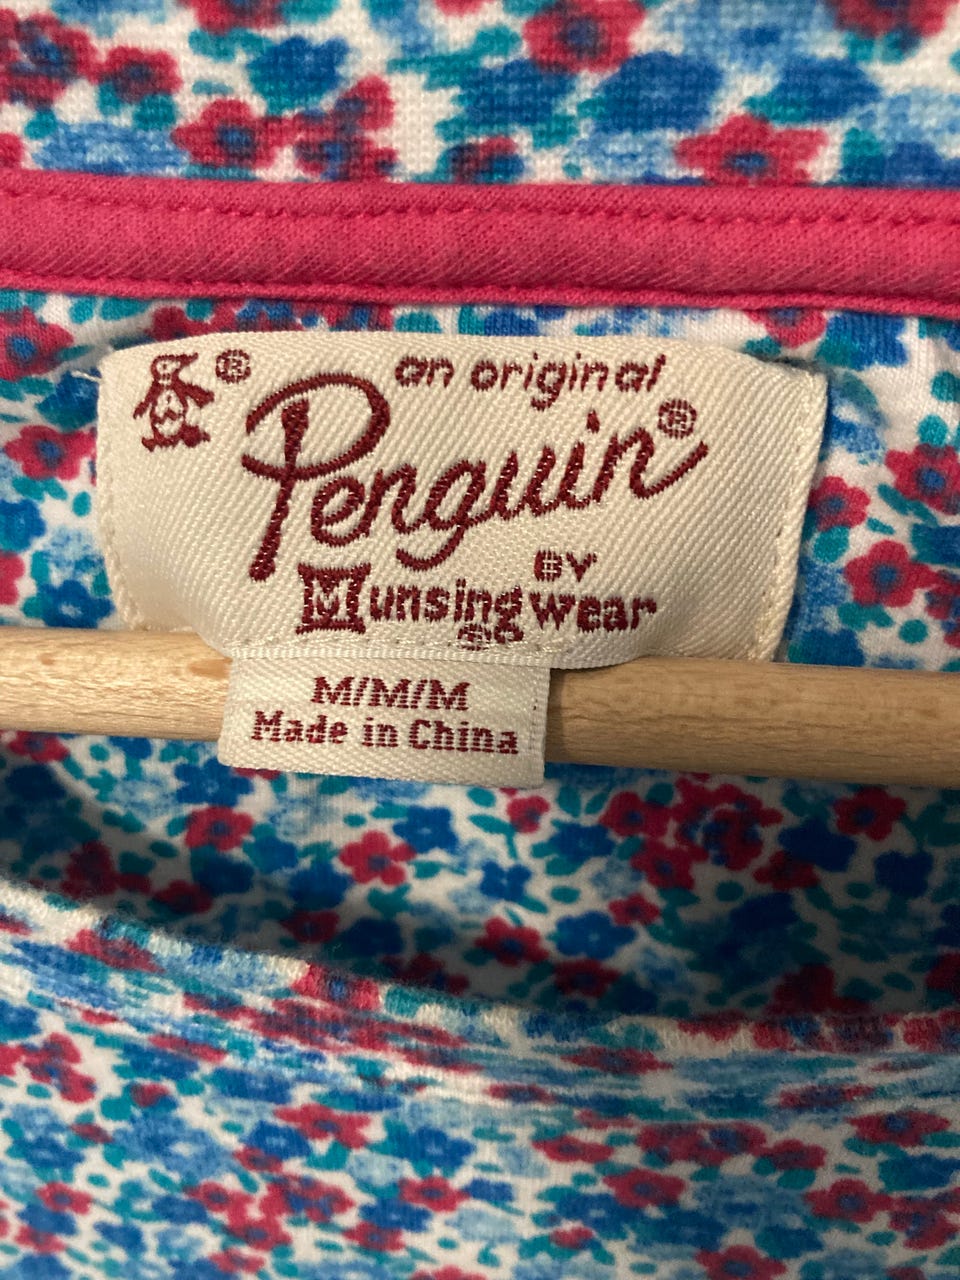 an original
Penguin®
BY
Munsingwear
®
M/M/M
Made in China